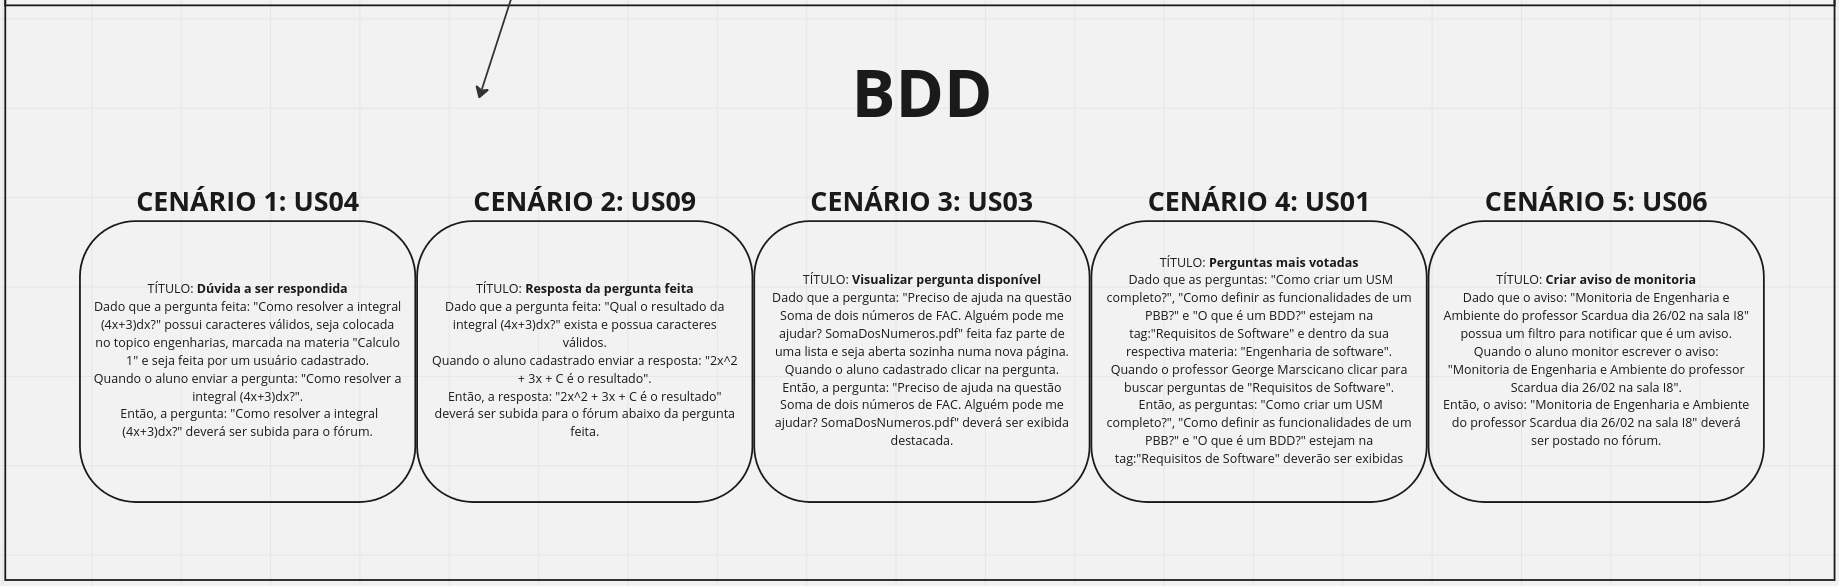 BDD
CENÁRIO 1: US04
TÍTULO: Dúvida a ser respondida
Dado que a pergunta feita: "Como resolver a integral
(4x+3)dx?" possui caracteres válidos, seja colocada
no topico engenharias, marcada na materia "Calculo
1" e seja feita por um usuário cadastrado.
Quando o aluno enviar a pergunta: "Como resolver a
integral (4x+3)dx?".
Então, a pergunta: "Como resolver a integral
(4x+3)dx?" deverá ser subida para o fórum.
CENÁRIO 2: US09
TÍTULO: Resposta da pergunta feita
Dado que a pergunta feita: "Qual o resultado da
integral (4x+3)dx?" exista e possua caracteres
válidos.
Quando o aluno cadastrado enviar a resposta: "2x^2
+ 3x + C é o resultado".
Então, a resposta: "2x^2 + 3x + C é o resultado"
deverá ser subida para o fórum abaixo da pergunta
feita.
CENÁRIO 3: US03
TÍTULO: Visualizar pergunta disponível
Dado que a pergunta: "Preciso de ajuda na questão
Soma de dois números de FAC. Alguém pode me
ajudar? SomaDosNumeros.pdf" feita faz parte de
uma lista e seja aberta sozinha numa nova página.
Quando o aluno cadastrado clicar na pergunta.
Então, a pergunta: "Preciso de ajuda na questão
Soma de dois números de FAC. Alguém pode me
ajudar? SomaDosNumeros.pdf" deverá ser exibida
destacada.
CENÁRIO 4: US01
TÍTULO: Perguntas mais votadas
Dado que as perguntas: "Como criar um USM
completo?", "Como definir as funcionalidades de um
PBB?" e "O que é um BDD?" estejam na
tag:"Requisitos de Software" e dentro da sua
respectiva materia: "Engenharia de software".
Quando o professor George Marscicano clicar para
buscar perguntas de "Requisitos de Software".
Então, as perguntas: "Como criar um USM
completo?", "Como definir as funcionalidades de um
PBB?" e "O que é um BDD?" estejam na
tag:"Requisitos de Software" deverão ser exibidas
CENÁRIO 5: US06
TÍTULO: Criar aviso de monitoria
Dado que o aviso: "Monitoria de Engenharia e
Ambiente do professor Scardua dia 26/02 na sala I8"
possua um filtro para notificar que é um aviso.
Quando o aluno monitor escrever o aviso:
"Monitoria de Engenharia e Ambiente do professor
Scardua dia 26/02 na sala I8".
Então, o aviso: "Monitoria de Engenharia e Ambiente
do professor Scardua dia 26/02 na sala I8" deverá
ser postado no fórum.